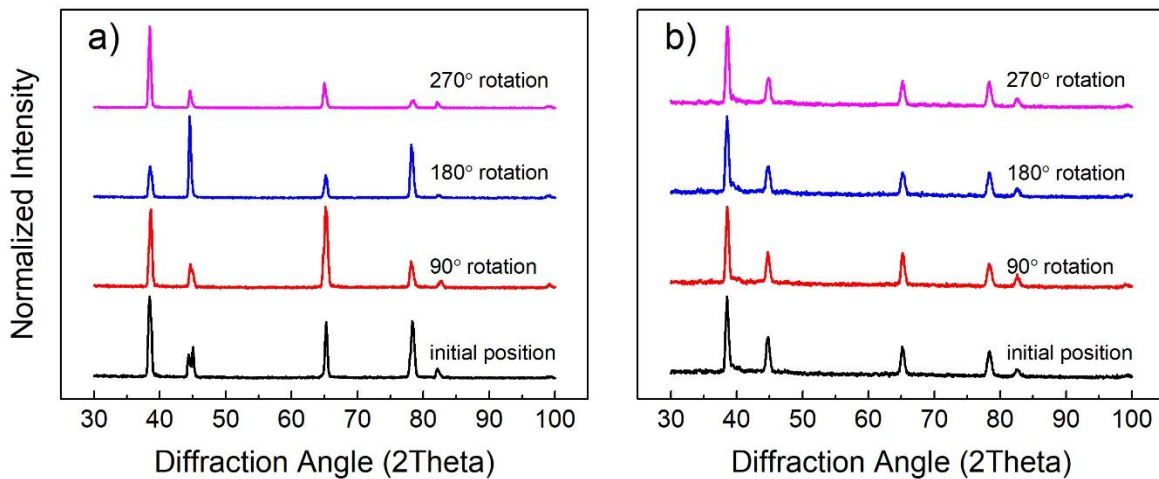 a)
270° rotation
180° rotation
90° rotation
initial position
Normalized Intensity
30 40 50 60 70 80 90 100
Diffraction Angle (2Theta)
b)
270° rotation
180° rotation
90° rotation
initial position
30 40 50 60 70 80 90 100
Diffraction Angle (2Theta)